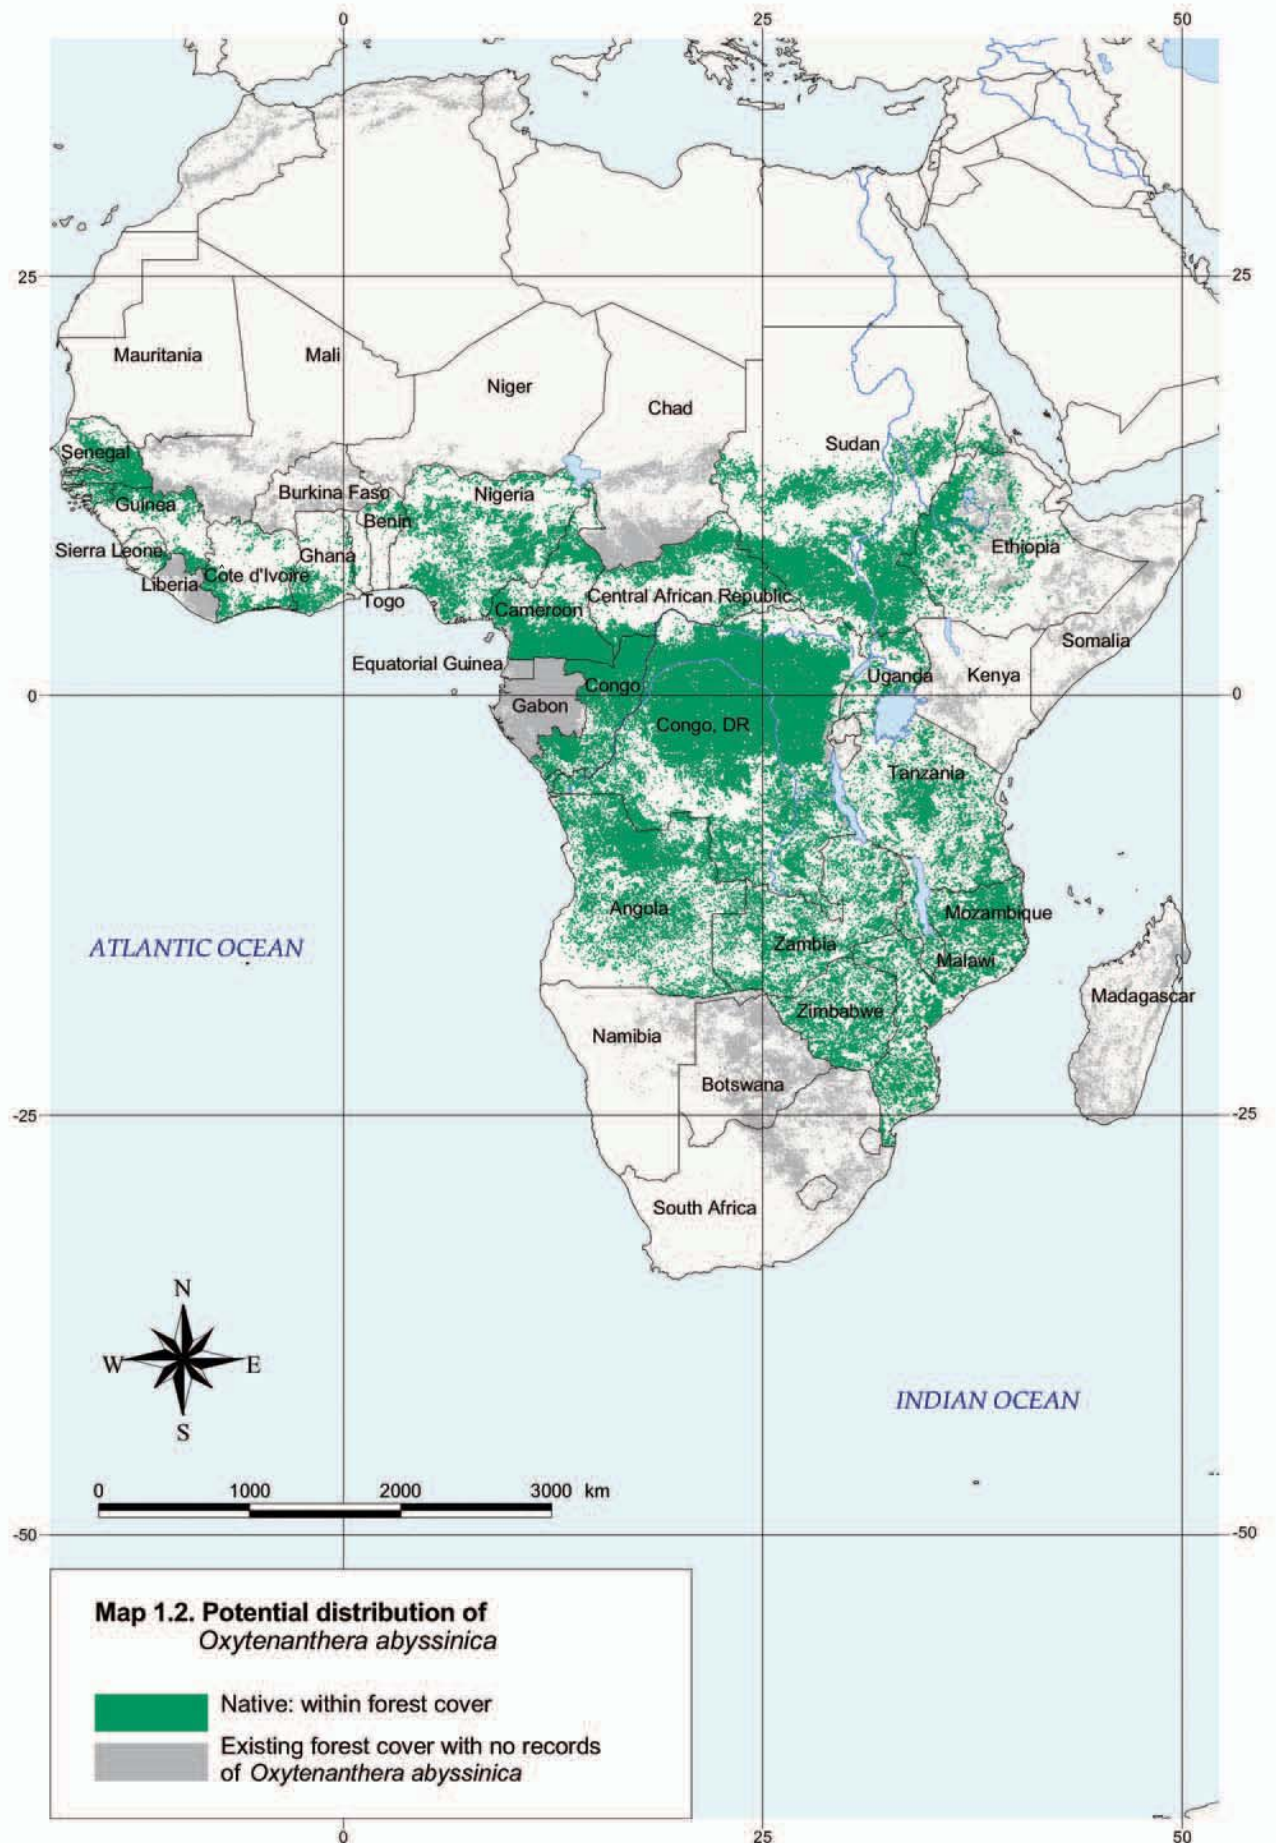 0
25
50
25
25
Mauritania
Mali
Niger
Chad
Sudan
Senegal
Burkina Faso
Nigeria
Guinea
Benin
Ethiopia
Sierra Leone
Ghana
Liberia
Côte d'Ivoire
Togo
Cameroon
Central African Republic
Somalia
Equatorial Guinea
Uganda
Kenya
Congo
0
0
Gabon
Congo, DR
Tanzania
Angola
Mozambique
Zambia
ATLANTIC OCEAN
Malawi
Madagascar
Zimbabwe
Namibia
Botswana
-25
-25
South Africa
N
W
E
S
INDIAN OCEAN
0 1000 2000 3000 km
-50
-50
Map 1.2. Potential distribution of
Oxytenanthera abyssinica
Native: within forest cover
Existing forest cover with no records
of Oxytenanthera abyssinica
0
25
50